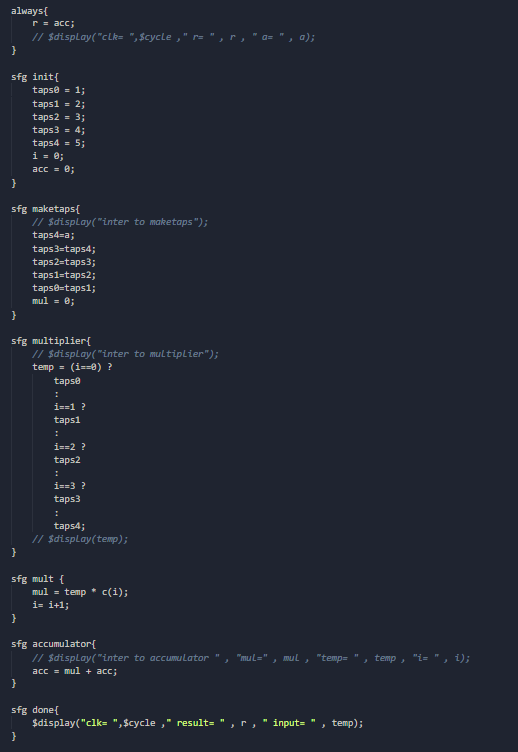 always{
r = acc;
// $display("clk= ",$cycle ," r= " , r , " a= " , a);
}
sfg init{
taps0 = 1;
taps1 = 2;
taps2 = 3;
taps3 = 4;
taps4 = 5;
i = 0;
acc = 0;
}
sfg maketaps{
// $display("inter to maketaps");
taps4=a;
taps3=taps4;
taps2=taps3;
taps1=taps2;
taps0=taps1;
mul = 0;
}
sfg multiplier{
// $display("inter to multiplier");
temp = (i==0) ?
taps0
:
i==1 ?
taps1
:
i==2 ?
taps2
:
i==3 ?
taps3
:
taps4;
// $display(temp);
}
sfg mult {
mul = temp * c(i);
i= i+1;
}
sfg accumulator{
// $display("inter to accumulator " , "mul=" , mul , "temp= " , temp , "i= " , i);
acc = mul + acc;
}
sfg done{
$display("clk= ",$cycle ," result= " , r , " input= " , temp);
}